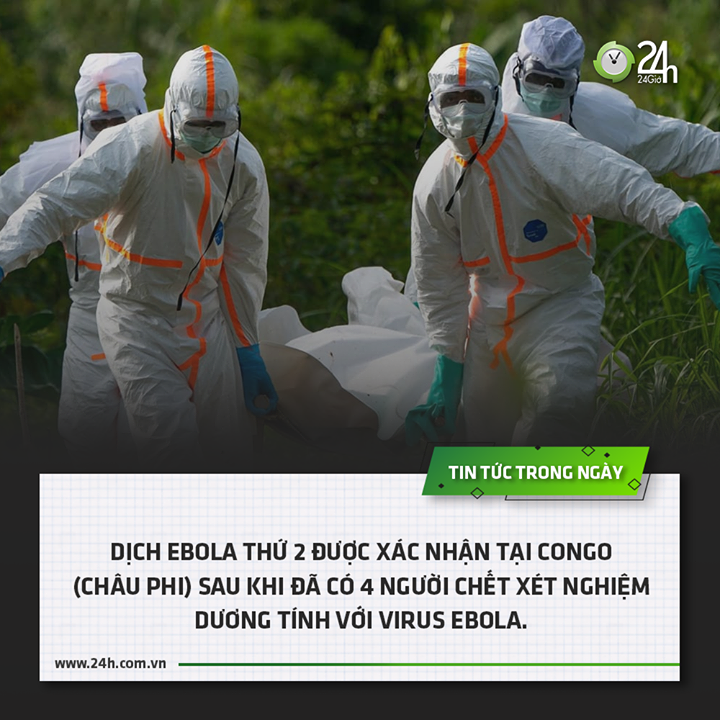 24h
24Giờ
TIN TỨC TRONG NGÀY
DỊCH EBOLA THỨ 2 ĐƯỢC XÁC NHẬN TẠI CONGO
(CHÂU PHI) SAU KHI ĐÃ CÓ 4 NGƯỜI CHẾT XÉT NGHIỆM
DƯƠNG TÍNH VỚI VIRUS EBOLA.
www.24h.com.vn